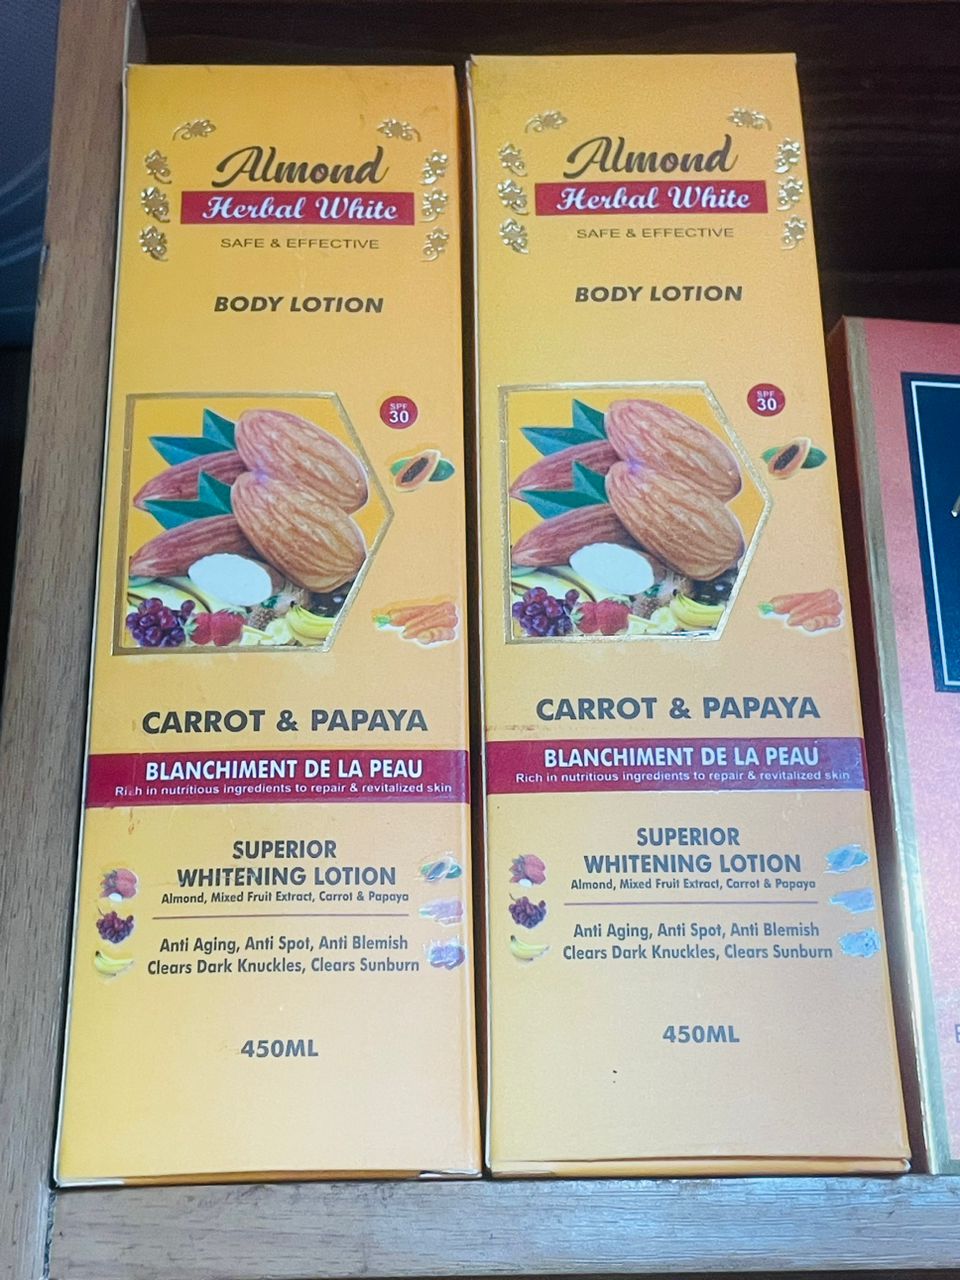 Almond
Herbal White
SAFE & EFFECTIVE
BODY LOTION
SPF
30
CARROT & PAPAYA
BLANCHIMENT DE LA PEAU
Rich in nutritious ingredients to repair & revitalized skin
SUPERIOR
WHITENING LOTION
Almond, Mixed Fruit Extract, Carrot & Papaya
Anti Aging, Anti Spot, Anti Blemish
Clears Dark Knuckles, Clears Sunburn
450ML
Almond
Herbal White
SAFE & EFFECTIVE
BODY LOTION
SPF
30
CARROT & PAPAYA
BLANCHIMENT DE LA PEAU
Rich in nutritious ingredients to repair & revitalized skin
SUPERIOR
WHITENING LOTION
Almond, Mixed Fruit Extract, Carrot & Papaya
Anti Aging, Anti Spot, Anti Blemish
Clears Dark Knuckles, Clears Sunburn
450ML